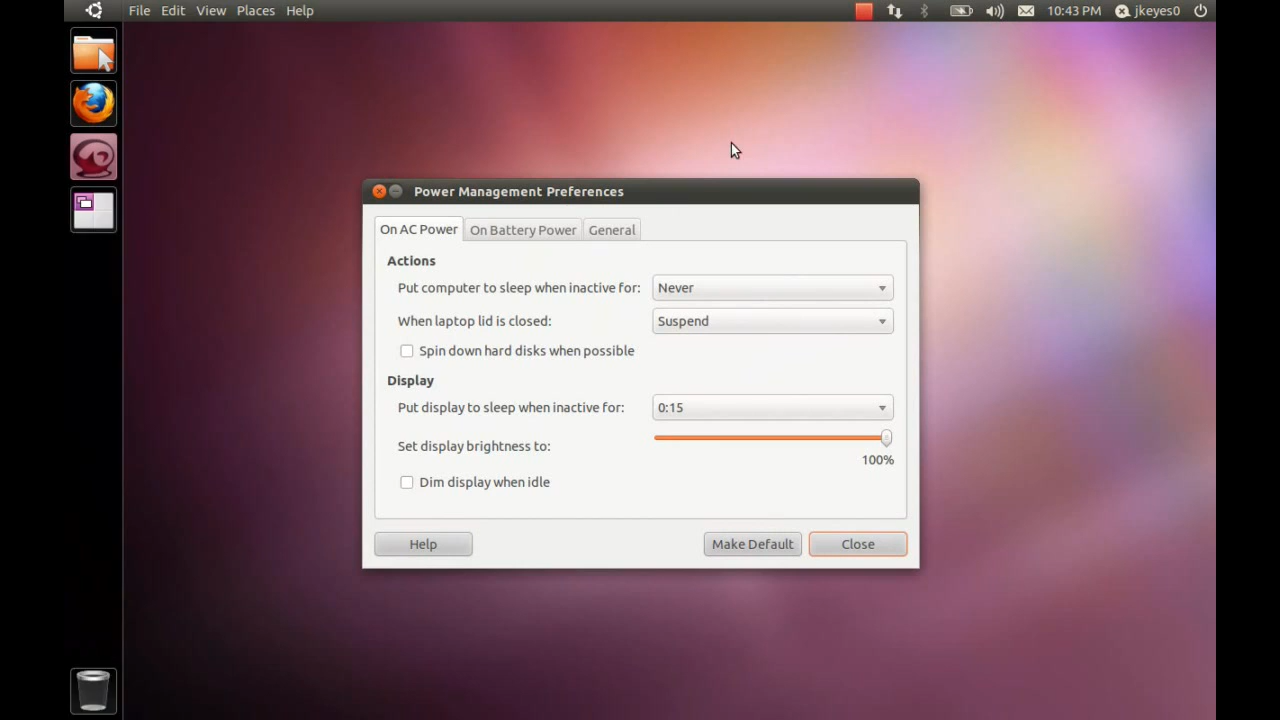 File Edit View Places Help 10:43 PM jkeyes0
Power Management Preferences
On AC Power On Battery Power General
Actions
Put computer to sleep when inactive for: Never
When laptop lid is closed: Suspend
Spin down hard disks when possible
Display
Put display to sleep when inactive for: 0:15
Set display brightness to:
100%
Dim display when idle
Help Make Default Close